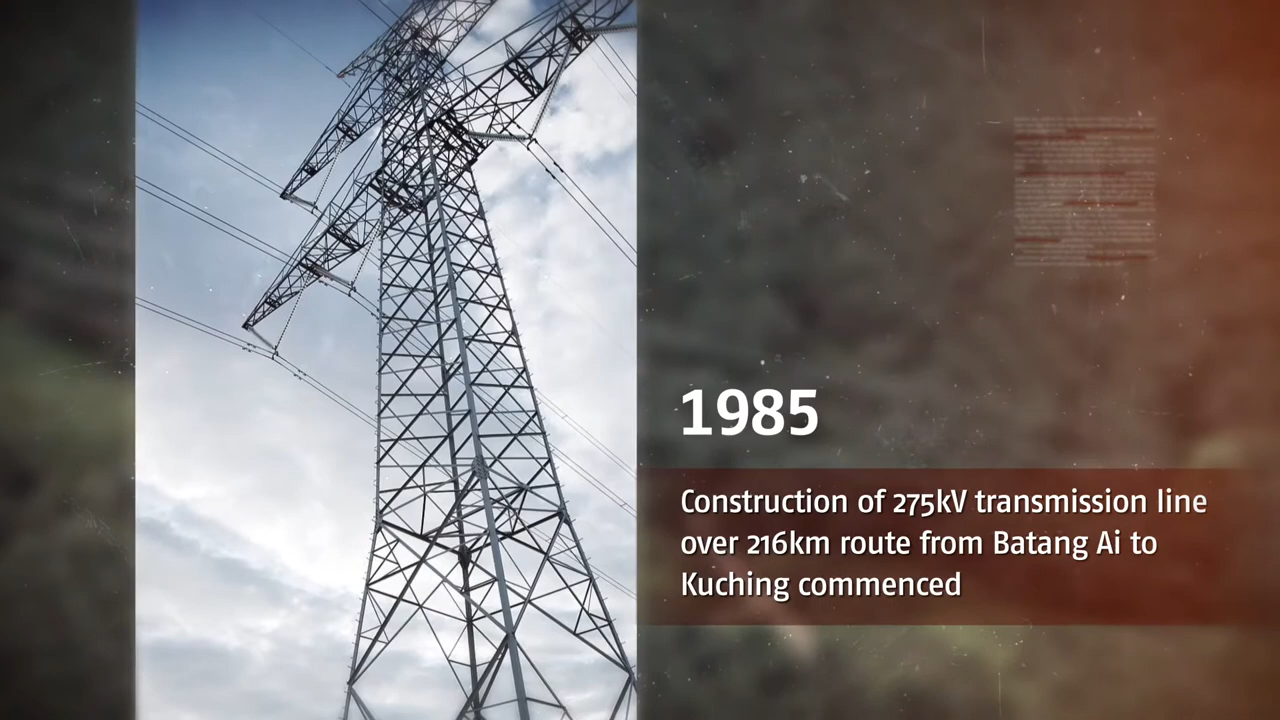 1985
Construction of 275kV transmission line
over 216km route from Batang Ai to
Kuching commenced